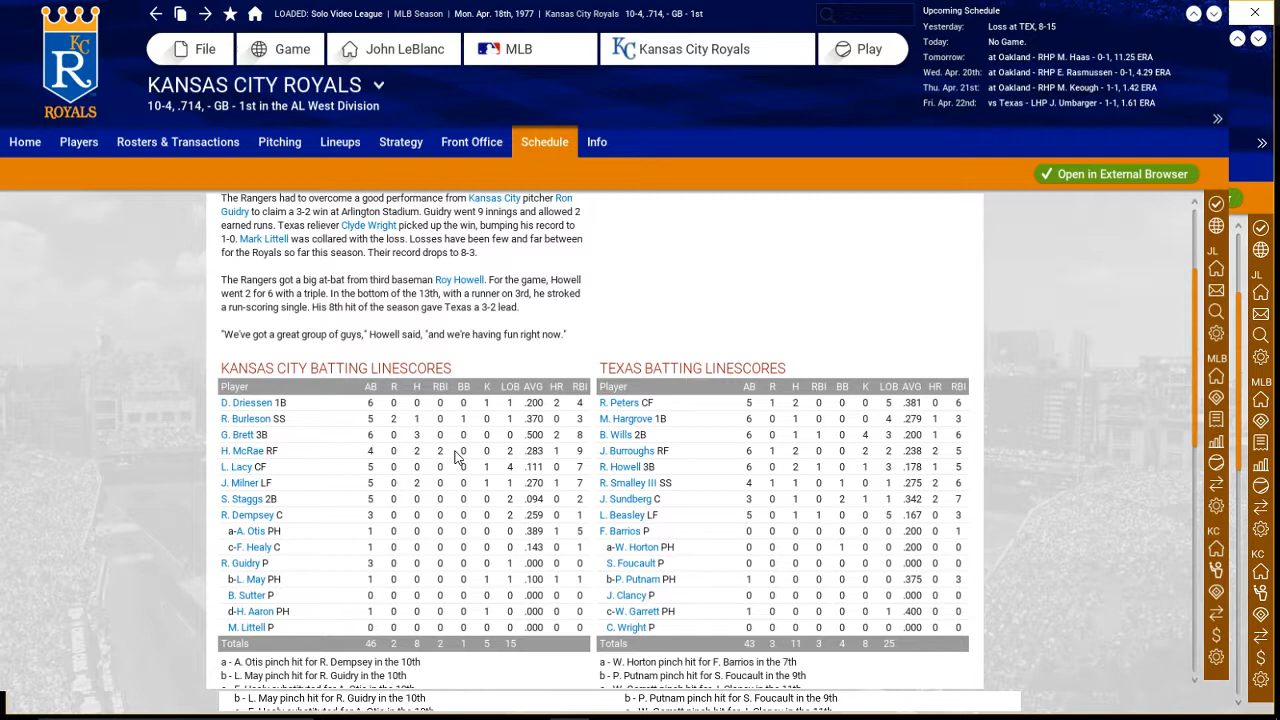 LOADED: Solo Video League | MLB Season | Mon. Apr. 18th, 1977 | Kansas City Royals 10-4, .714, - GB - 1st
File
Game
John LeBlanc
MLB
Kansas City Royals
Play
Upcoming Schedule
Yesterday: Loss at TEX, 8-15
Today: No Game.
Tomorrow: at Oakland - RHP M. Haas - 0-1, 11.25 ERA
Wed. Apr. 20th: at Oakland - RHP E. Rasmussen - 0-1, 4.29 ERA
Thu. Apr. 21st: at Oakland - RHP M. Keough - 1-1, 1.42 ERA
Fri. Apr. 22nd: vs Texas - LHP J. Umbarger - 1-1, 1.61 ERA
KC
R
ROYALS
KANSAS CITY ROYALS
10-4, .714, - GB - 1st in the AL West Division
Home Players Rosters & Transactions Pitching Lineups Strategy Front Office Schedule Info
Open in External Browser
The Rangers had to overcome a good performance from Kansas City pitcher Ron
Guidry to claim a 3-2 win at Arlington Stadium. Guidry went 9 innings and allowed 2
earned runs. Texas reliever Clyde Wright picked up the win, bumping his record to
1-0. Mark Littell was collared with the loss. Losses have been few and far between
for the Royals so far this season. Their record drops to 8-3.
The Rangers got a big at-bat from third baseman Roy Howell. For the game, Howell
went 2 for 6 with a triple. In the bottom of the 13th, with a runner on 3rd, he stroked
a run-scoring single. His 8th hit of the season gave Texas a 3-2 lead.
"We've got a great group of guys," Howell said, "and we're having fun right now."
KANSAS CITY BATTING LINESCORES
Player AB R H RBI BB K LOB AVG HR RBI
D. Driessen 1B 6 0 0 0 0 1 1 .200 2 4
R. Burleson SS 5 2 1 0 1 0 1 .370 0 3
G. Brett 3B 6 0 3 0 0 0 0 .500 2 8
H. McRae RF 4 0 2 2 0 0 2 .283 1 9
L. Lacy CF 5 0 0 0 0 1 4 .111 0 7
J. Milner LF 5 0 2 0 0 1 1 .270 1 7
S. Staggs 2B 5 0 0 0 0 0 2 .094 0 2
R. Dempsey C 3 0 0 0 0 0 2 .259 0 1
a-A. Otis PH 1 0 0 0 0 0 0 .389 1 5
c-F. Healy C 1 0 0 0 0 0 0 .143 0 1
R. Guidry P 3 0 0 0 0 0 1 .000 0 0
b-L. May PH 1 0 0 0 0 1 1 .100 1 1
B. Sutter P 0 0 0 0 0 0 0 .000 0 0
d-H. Aaron PH 1 0 0 0 0 1 0 .000 0 0
M. Littell P 0 0 0 0 0 0 0 .000 0 0
Totals 46 2 8 2 1 5 15
a - A. Otis pinch hit for R. Dempsey in the 10th
b - L. May pinch hit for R. Guidry in the 10th
TEXAS BATTING LINESCORES
Player AB R H RBI BB K LOB AVG HR RBI
R. Peters CF 5 1 2 0 0 0 5 .381 0 6
M. Hargrove 1B 6 0 1 0 0 0 4 .279 1 3
B. Wills 2B 6 0 1 1 0 4 3 .200 1 6
J. Burroughs RF 6 1 2 0 0 2 2 .238 2 5
R. Howell 3B 6 0 2 1 0 1 3 .178 1 5
R. Smalley III SS 4 1 1 0 1 0 1 .275 2 6
J. Sundberg C 3 0 1 0 2 1 1 .342 2 7
L. Beasley LF 5 0 1 1 0 0 5 .167 0 3
F. Barrios P 2 0 0 0 0 0 0 .200 0 1
a-W. Horton PH 0 0 0 0 1 0 0 .200 0 0
S. Foucault P 0 0 0 0 0 0 0 .000 0 0
b-P. Putnam PH 1 0 0 0 0 0 0 .375 0 3
J. Clancy P 0 0 0 0 0 0 0 .000 0 0
c-W. Garrett PH 1 0 0 0 0 0 1 .400 0 0
C. Wright P 0 0 0 0 0 0 0 .000 0 0
Totals 43 3 11 3 4 8 25
a - W. Horton pinch hit for F. Barrios in the 7th
b - P. Putnam pinch hit for S. Foucault in the 9th
b - L. May pinch hit for R. Guidry in the 10th
b - P. Putnam pinch hit for S. Foucault in the 9th
JL
MLB
KC
JL
MLB
KC